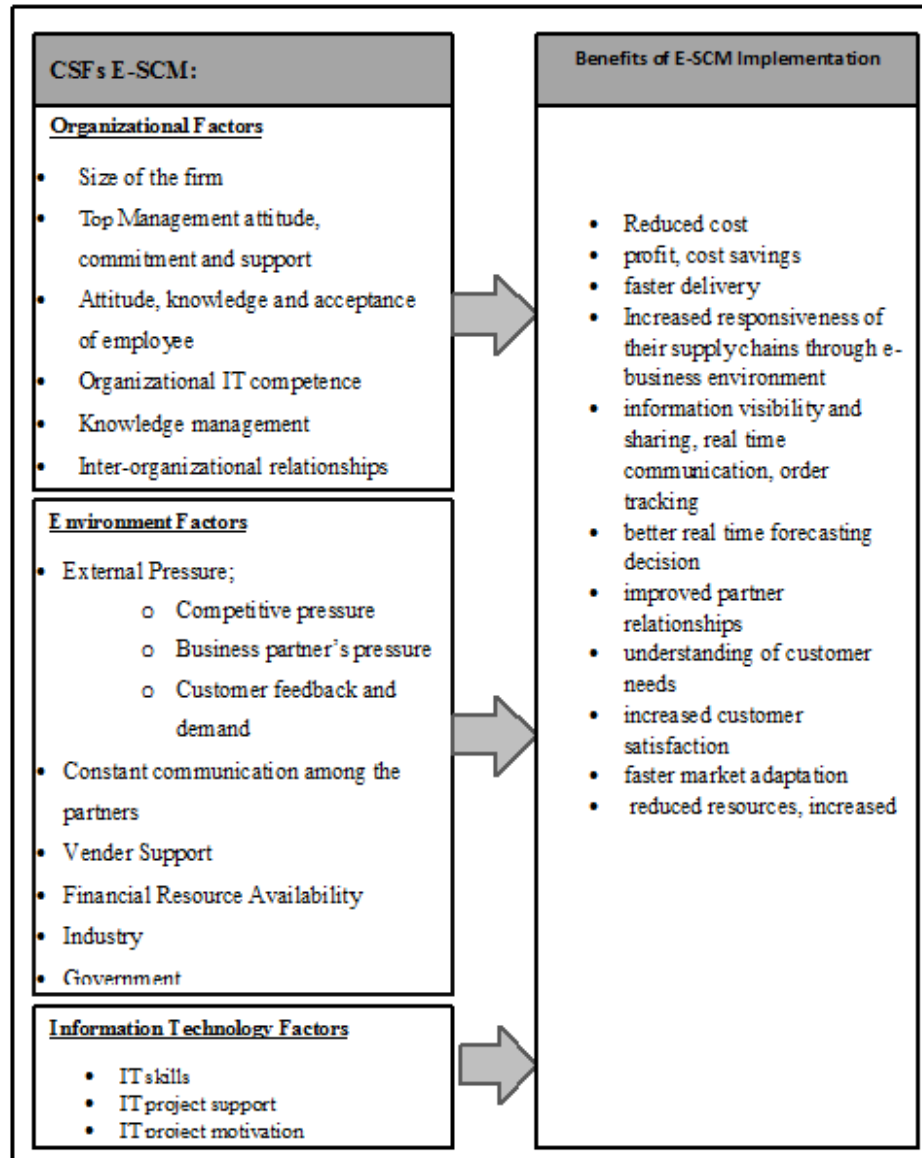 CSFs E-SCM:
Organizational Factors
• Size of the firm
• Top Management attitude,
commitment and support
• Attitude, knowledge and acceptance
of employee
• Organizational IT competence
• Knowledge management
• Inter-organizational relationships
Environment Factors
• External Pressure;
o Competitive pressure
o Business partner's pressure
o Customer feedback and
demand
• Constant communication among the
partners
• Vender Support
• Financial Resource Availability
• Industry
• Government
Information Technology Factors
• IT skills
• IT project support
• IT project motivation
Benefits of E-SCM Implementation
• Reduced cost
• profit, cost savings
• faster delivery
• Increased responsiveness of
their supply chains through e-
business environment
• information visibility and
sharing, real time
communication, order
tracking
• better real time forecasting
decision
• improved partner
relationships
• understanding of customer
needs
• increased customer
satisfaction
• faster market adaptation
• reduced resources, increased